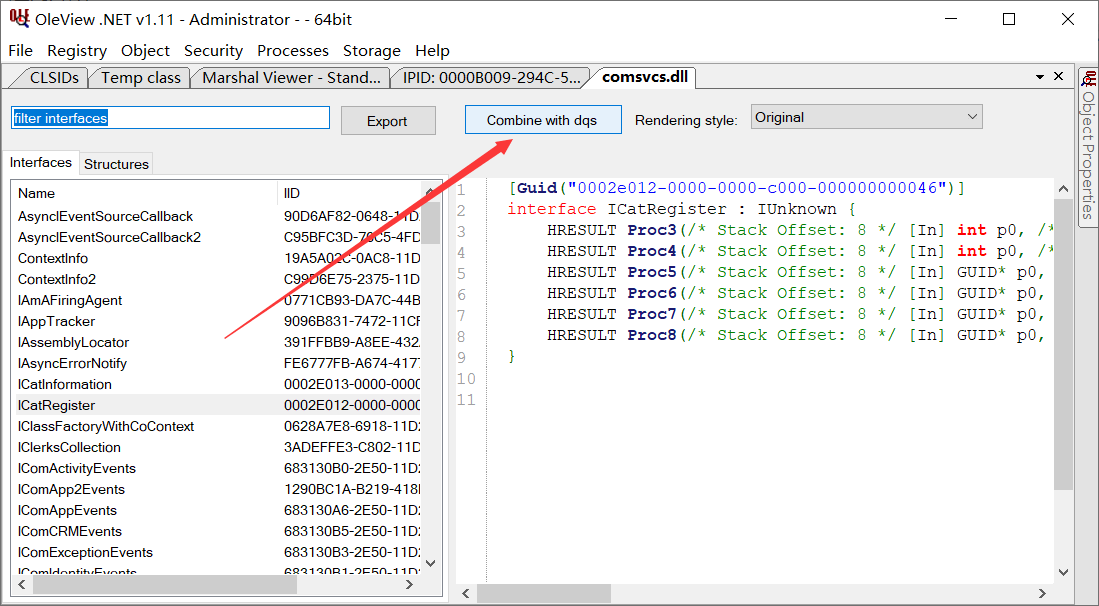 OleView .NET v1.11 - Administrator - - 64bit
File Registry Object Security Processes Storage Help
CLSIDs Temp class Marshal Viewer - Stand... IPID: 0000B009-294C-5... comsvcs.dll
filter interfaces Export Combine with dqs Rendering style: Original
Object Properties
Interfaces Structures
Name IID
AsyncIEventSourceCallback 90D6AF82-0648-11D
AsyncIEventSourceCallback2 C95BFC3D-
ContextInfo 19A5A02C-0AC8-11D
ContextInfo2 C99D6E75-2375-11D
IAmAFiringAgent 0771CB93-DA7C-44B
IAppTracker 9096B831-7472-11CF
IAssemblyLocator 391FFBB9-A8EE-432
IAsyncErrorNotify FE6777FB-A674-4177
ICatInformation 0002E013-0000-0000
ICatRegister 0002E012-0000-0000
IClassFactoryWithCoContext 0628A7E8-6918-11D2
IClerksCollection 3ADEFFE3-C802-11D
IComActivityEvents 683130B0-2E50-11D2
IComApp2Events 1290BC1A-B219-418
IComAppEvents 683130A6-2E50-11D2
IComCRMEvents 683130B5-2E50-11D2
IComExceptionEvents 683130B3-2E50-11D2
IComIdentityEvents 683130B1-2E50-11D2
1 [Guid("0002e012-0000-0000-c000-000000000046")]
2 interface ICatRegister : IUnknown {
3 HRESULT Proc3(/* Stack Offset: 8 */ [In] int p0, /*
4 HRESULT Proc4(/* Stack Offset: 8 */ [In] int p0, /*
5 HRESULT Proc5(/* Stack Offset: 8 */ [In] GUID* p0,
6 HRESULT Proc6(/* Stack Offset: 8 */ [In] GUID* p0,
7 HRESULT Proc7(/* Stack Offset: 8 */ [In] GUID* p0,
8 HRESULT Proc8(/* Stack Offset: 8 */ [In] GUID* p0,
9 }
10
11